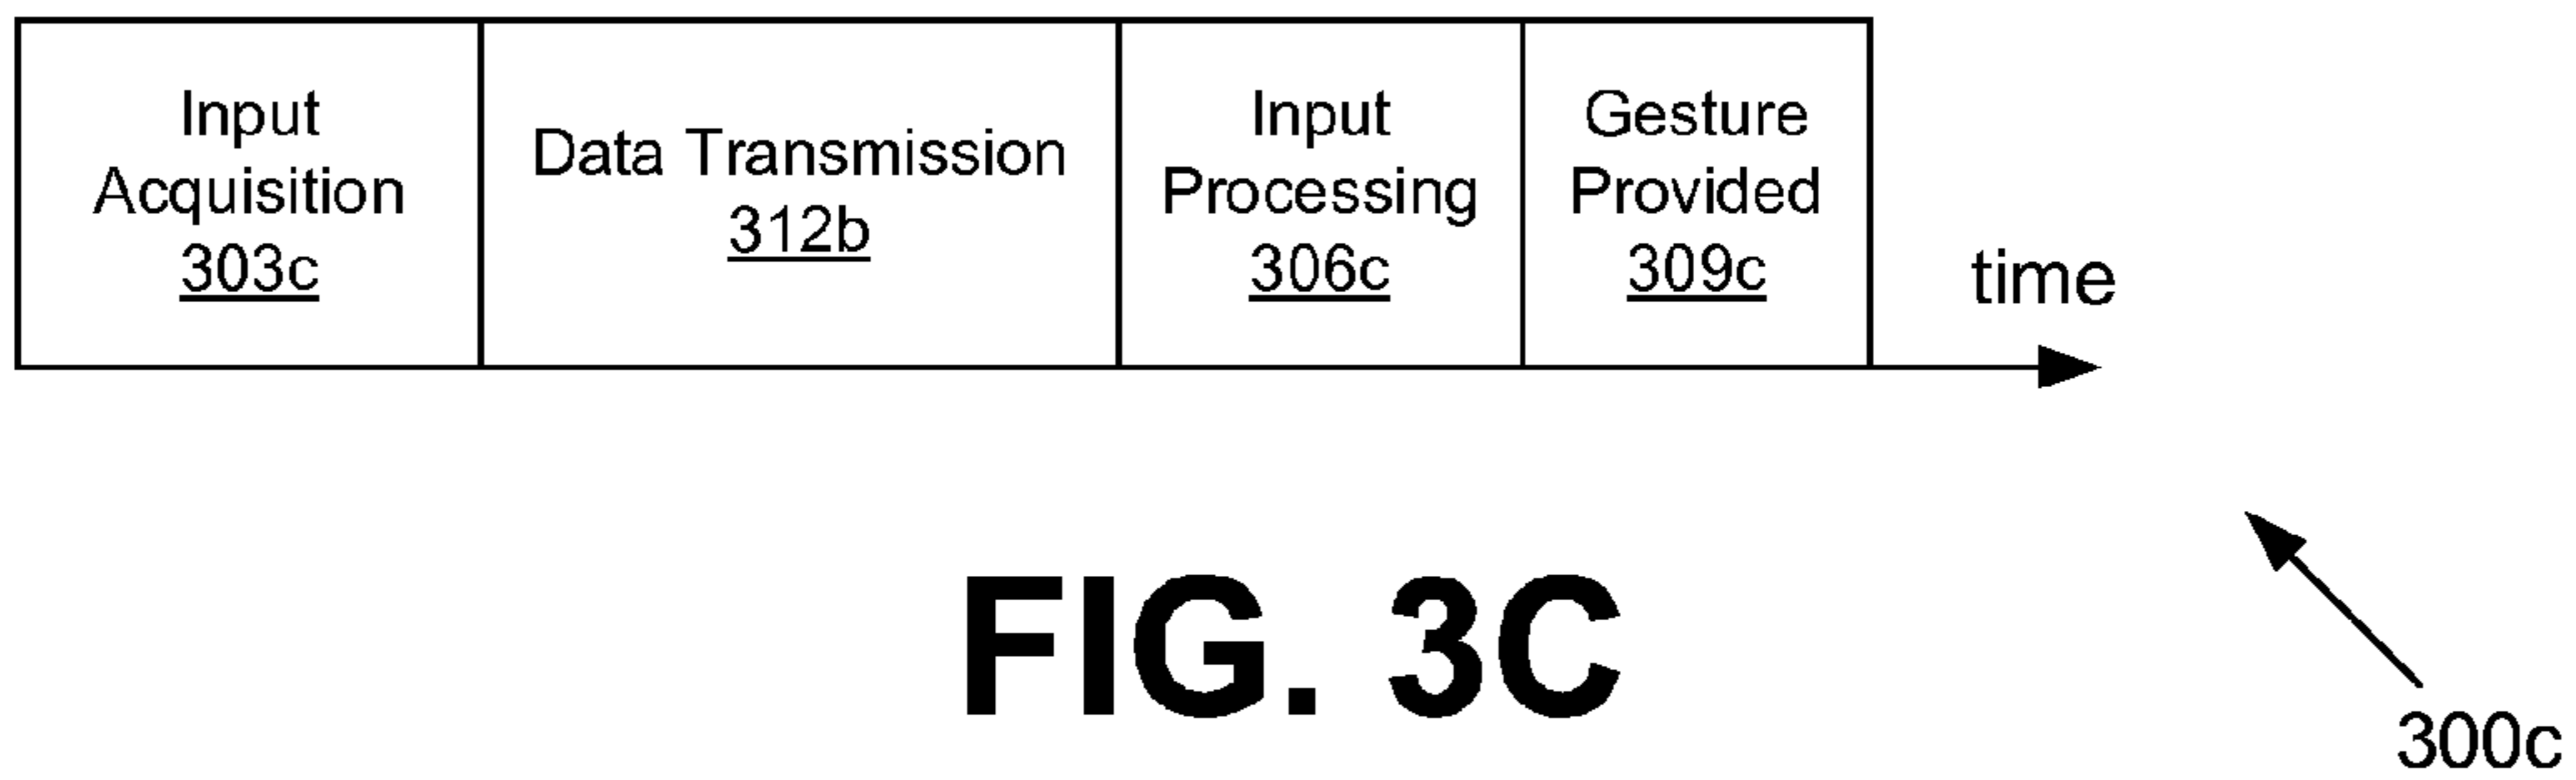 Input
Acquisition
303c
Data Transmission
312b
Input
Processing
306c
Gesture
Provided
309c
time
FIG. 3C
300c